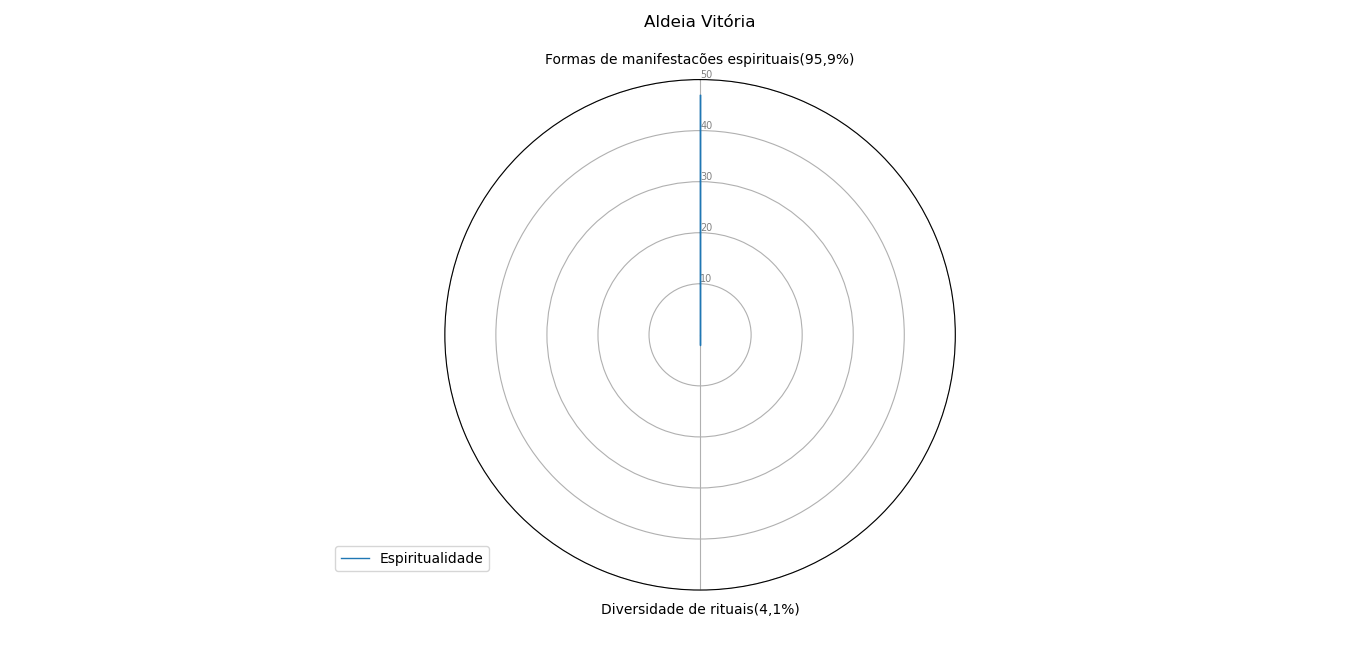 Aldeia Vitória
Formas de manifestacões espirituais(95,9%)
50
40
30
20
10
Espiritualidade
Diversidade de rituais(4,1%)